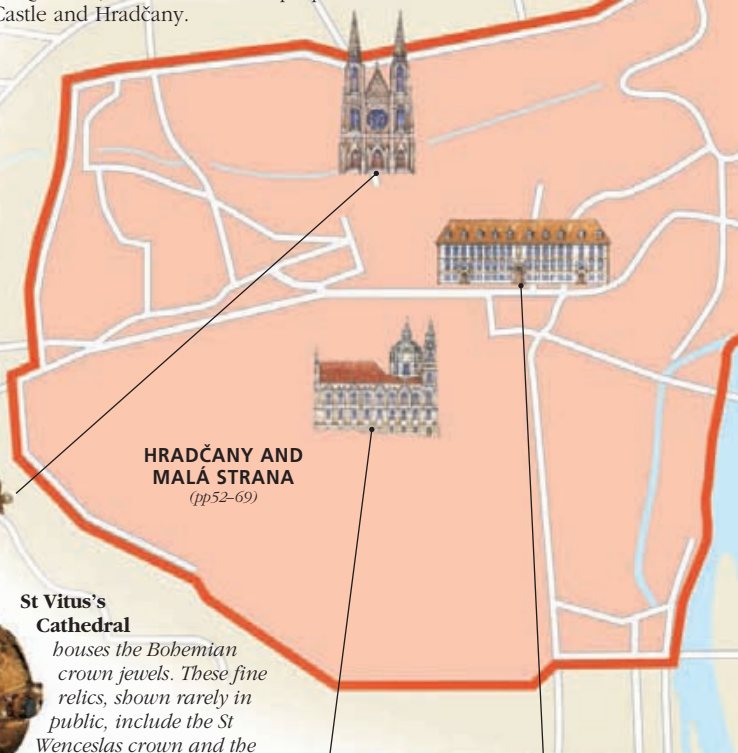 Castle and Hradčany.
HRADČANY AND
MALÁ STRANA
(pp52–69)
St Vitus's
Cathedral
houses the Bohemian
crown jewels. These fine
relics, shown rarely in
public, include the St
Wenceslas crown and the